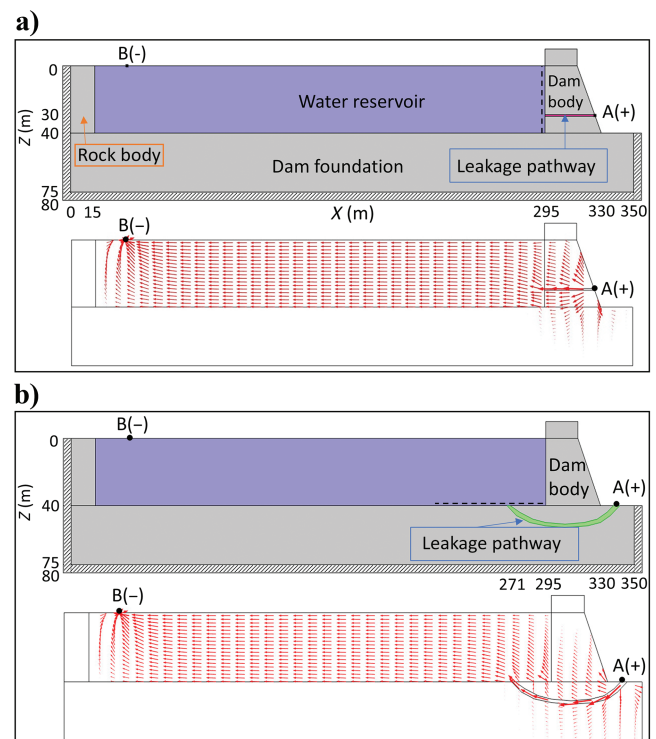 a)
B(-)
0
Z (m)
30
40
75
80
Water reservoir
Dam
body
A(+)
Rock body
Dam foundation
Leakage pathway
0 15 X (m) 295 330 350
B(−)
A(+)
b)
B(−)
0
Z (m)
40
75
80
Dam
body
A(+)
Leakage pathway
271 295 330 350
B(−)
A(+)